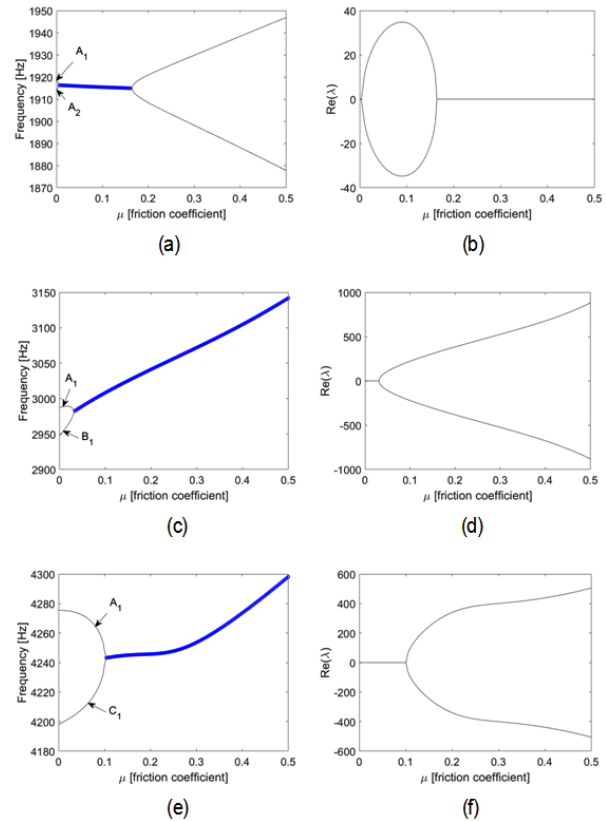 1950
1940
1930
1920
1910
1900
1890
1880
1870
Frequency [Hz]
A1
A2
0 0.1 0.2 0.3 0.4 0.5
μ [friction coefficient]
(a)
40
20
0
-20
-40
Re(λ)
0 0.1 0.2 0.3 0.4 0.5
μ [friction coefficient]
(b)
3150
3100
3050
3000
2950
2900
Frequency [Hz]
A1
B1
0 0.1 0.2 0.3 0.4 0.5
μ [friction coefficient]
(c)
1000
500
0
-500
-1000
Re(λ)
0 0.1 0.2 0.3 0.4 0.5
μ [friction coefficient]
(d)
4300
4280
4260
4240
4220
4200
4180
Frequency [Hz]
A1
C1
0 0.1 0.2 0.3 0.4 0.5
μ [friction coefficient]
(e)
600
400
200
0
-200
-400
-600
Re(λ)
0 0.1 0.2 0.3 0.4 0.5
μ [friction coefficient]
(f)